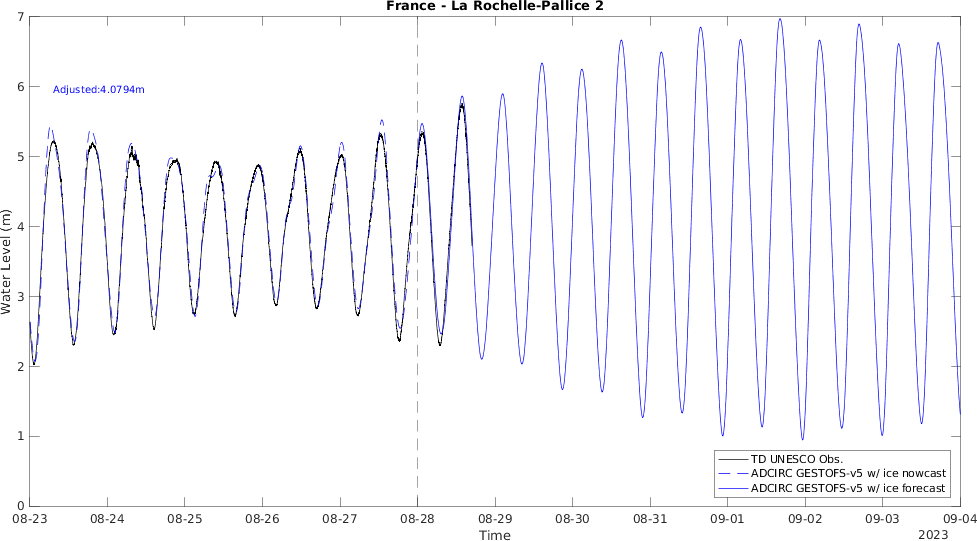 France - La Rochelle-Pallice 2
7
6
5
4
3
2
1
0
Water Level (m)
Adjusted:4.0794m
TD UNESCO Obs.
ADCIRC GESTOFS-v5 w/ ice nowcast
ADCIRC GESTOFS-v5 w/ ice forecast
08-23 08-24 08-25 08-26 08-27 08-28 08-29 08-30 08-31 09-01 09-02 09-03 09-04
Time
2023